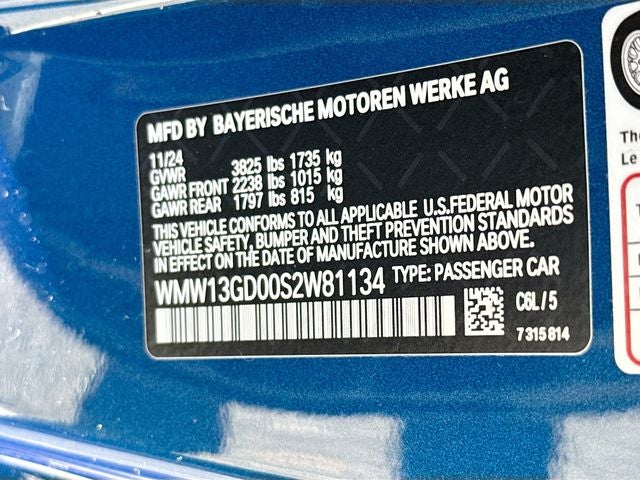 MFD BY BAYERISCHE MOTOREN WERKE AG
11/24
GVWR 3825 lbs 1735 kg
GAWR FRONT 2238 lbs 1015 kg
GAWR REAR 1797 lbs 815 kg
THIS VEHICLE CONFORMS TO ALL APPLICABLE U.S.FEDERAL MOTOR
VEHICLE SAFETY, BUMPER AND THEFT PREVENTION STANDARDS
IN EFFECT ON THE DATE OF MANUFACTURE SHOWN ABOVE.
WMW13GD00S2W81134 TYPE: PASSENGER CAR
C6L / 5
7315814
The
Le